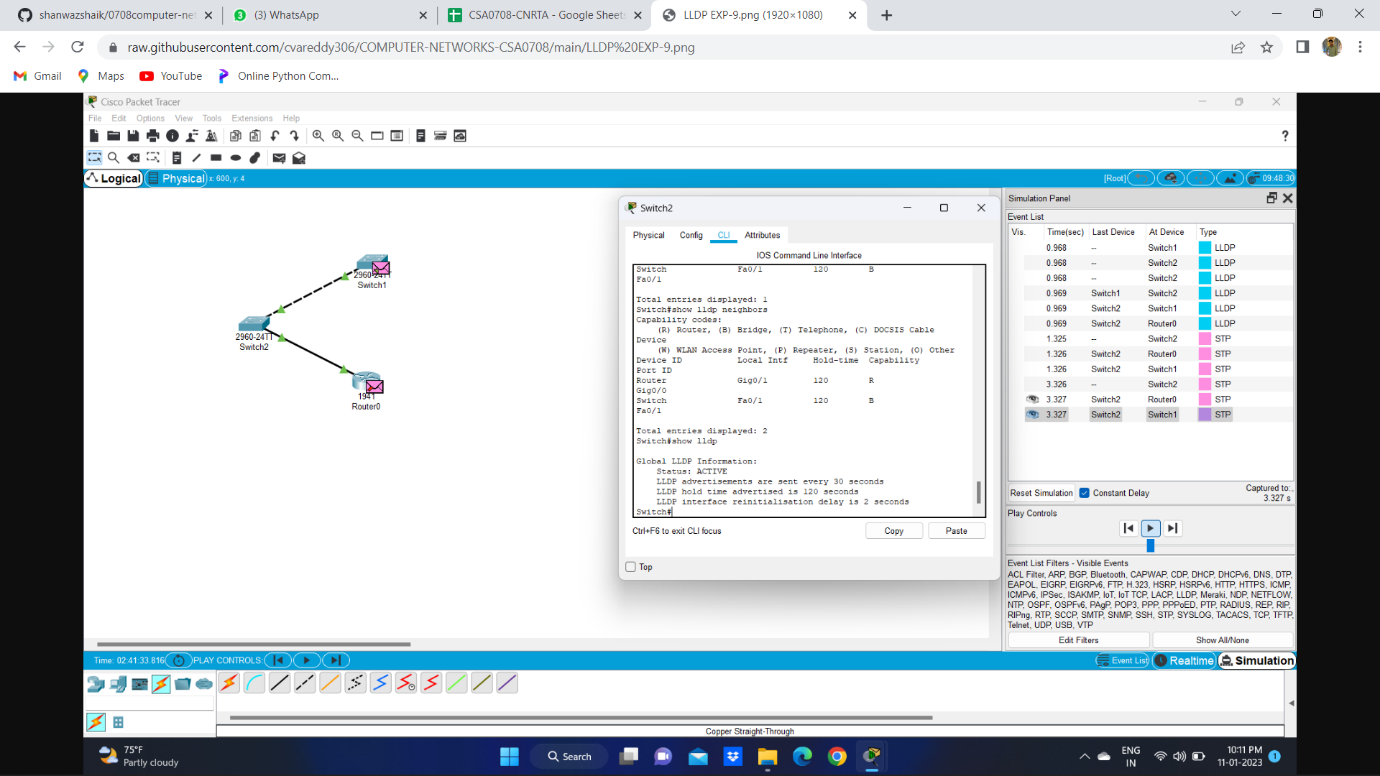 shanwazshaik/0708computer-ne
(3) WhatsApp
CSA0708-CNRTA - Google Sheets
LLDP EXP-9.png (1920×1080)
raw.githubusercontent.com/cvareddy306/COMPUTER-NETWORKS-CSA0708/main/LLDP%20EXP-9.png
Gmail Maps YouTube Online Python Com...
Cisco Packet Tracer
File Edit Options View Tools Extensions Help
?
Logical Physical x: 600, y: 4
[Root] 09:48:30
2960-24TT
Switch1
2960-24TT
Switch2
1941
Router0
Switch2
Physical Config CLI Attributes
IOS Command Line Interface
Switch Fa0/1 120 B
Fa0/1
Total entries displayed: 1
Switch#show lldp neighbors
Capability codes:
(R) Router, (B) Bridge, (T) Telephone, (C) DOCSIS Cable
Device
(W) WLAN Access Point, (P) Repeater, (S) Station, (O) Other
Device ID Local Intf Hold-time Capability
Port ID
Router Gig0/1 120 R
Gig0/0
Switch Fa0/1 120 B
Fa0/1
Total entries displayed: 2
Switch#show lldp
Global LLDP Information:
Status: ACTIVE
LLDP advertisements are sent every 30 seconds
LLDP hold time advertised is 120 seconds
LLDP interface reinitialisation delay is 2 seconds
Switch#
Ctrl+F6 to exit CLI focus
Copy Paste
Top
Simulation Panel
Event List
Vis. Time(sec) Last Device At Device Type
0.968 -- Switch1 LLDP
0.968 -- Switch2 LLDP
0.968 -- Switch2 LLDP
0.969 Switch1 Switch2 LLDP
0.969 Switch2 Switch1 LLDP
0.969 Switch2 Router0 LLDP
1.325 -- Switch2 STP
1.326 Switch2 Router0 STP
1.326 Switch2 Switch1 STP
3.326 -- Switch2 STP
3.327 Switch2 Router0 STP
3.327 Switch2 Switch1 STP
Reset Simulation Constant Delay Captured to:
3.327 s
Play Controls
Event List Filters - Visible Events
ACL Filter, ARP, BGP, Bluetooth, CAPWAP, CDP, DHCP, DHCPv6, DNS, DTP,
EAPOL, EIGRP, EIGRPv6, FTP, H.323, HSRP, HSRPv6, HTTP, HTTPS, ICMP,
ICMPv6, IPSec, ISAKMP, IoT, IoT TCP, LACP, LLDP, Meraki, NDP, NETFLOW,
NTP, OSPF, OSPFv6, PAgP, POP3, PPP, PPPoED, PTP, RADIUS, REP, RIP,
RIPng, RTP, SCCP, SMTP, SNMP, SSH, STP, SYSLOG, TACACS, TCP, TFTP,
Telnet, UDP, USB, VTP
Edit Filters Show All/None
Time: 02:41:33.816 PLAY CONTROLS:
Event List Realtime Simulation
Copper Straight-Through
75°F
Partly cloudy
Search
ENG
IN
10:11 PM
11-01-2023
1